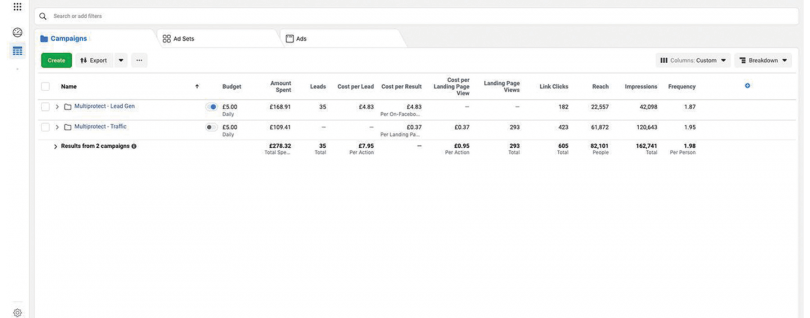 Search or add filters
Campaigns
Ad Sets
Ads
Create
Export
Columns: Custom
Breakdown
Name ↑ Budget Amount Spent Leads Cost per Lead Cost per Result Cost per Landing Page View Landing Page Views Link Clicks Reach Impressions Frequency
Multiprotect - Lead Gen £5.00 £168.91 35 £4.83 £4.83 — — 182 22,557 42,098 1.87
Daily Per On-Facebo...
Multiprotect - Traffic £5.00 £109.41 — — £0.37 £0.37 293 423 61,872 120,643 1.95
Daily Per Landing Pa...
Results from 2 campaigns £278.32 35 £7.95 — £0.95 293 605 82,101 162,741 1.98
Total Spe... Total Per Action Per Action Total Total People Total Per Person